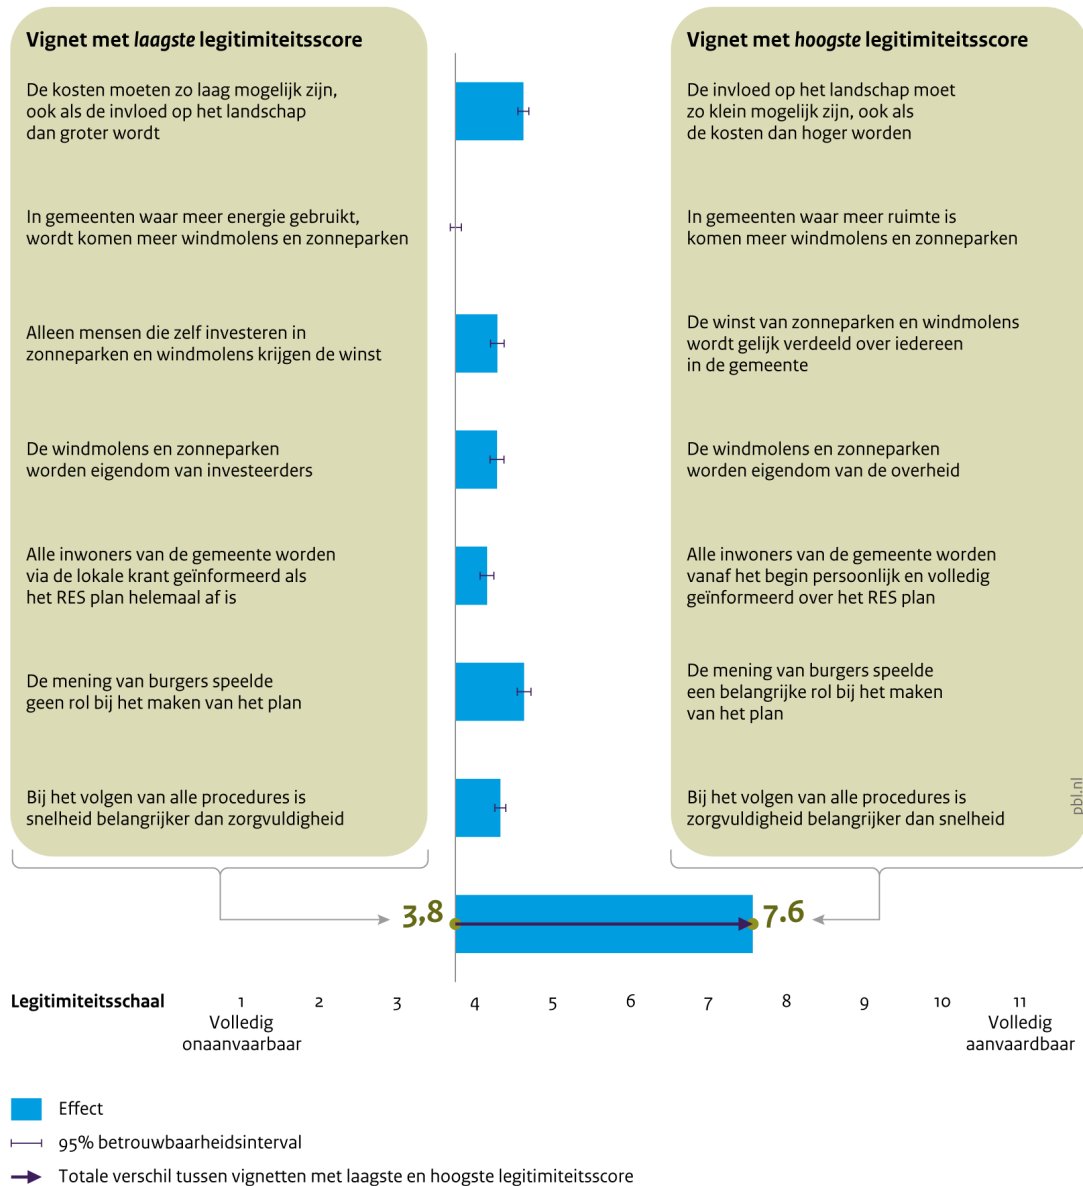 Vignet met laagste legitimiteitsscore
De kosten moeten zo laag mogelijk zijn,
ook als de invloed op het landschap
dan groter wordt
In gemeenten waar meer energie gebruikt,
wordt komen meer windmolens en zonneparken
Alleen mensen die zelf investeren in
zonneparken en windmolens krijgen de winst
De windmolens en zonneparken
worden eigendom van investeerders
Alle inwoners van de gemeente worden
via de lokale krant geïnformeerd als
het RES plan helemaal af is
De mening van burgers speelde
geen rol bij het maken van het plan
Bij het volgen van alle procedures is
snelheid belangrijker dan zorgvuldigheid
Vignet met hoogste legitimiteitsscore
De invloed op het landschap moet
zo klein mogelijk zijn, ook als
de kosten dan hoger worden
In gemeenten waar meer ruimte is
komen meer windmolens en zonneparken
De winst van zonneparken en windmolens
wordt gelijk verdeeld over iedereen
in de gemeente
De windmolens en zonneparken
worden eigendom van de overheid
Alle inwoners van de gemeente worden
vanaf het begin persoonlijk en volledig
geïnformeerd over het RES plan
De mening van burgers speelde
een belangrijke rol bij het maken
van het plan
Bij het volgen van alle procedures is
zorgvuldigheid belangrijker dan snelheid
pbl.nl
3,8 7.6
Legitimiteitsschaal 1 2 3 4 5 6 7 8 9 10 11
Volledig
onaanvaarbaar
Volledig
aanvaardbaar
Effect
95% betrouwbaarheidsinterval
Totale verschil tussen vignetten met laagste en hoogste legitimiteitsscore